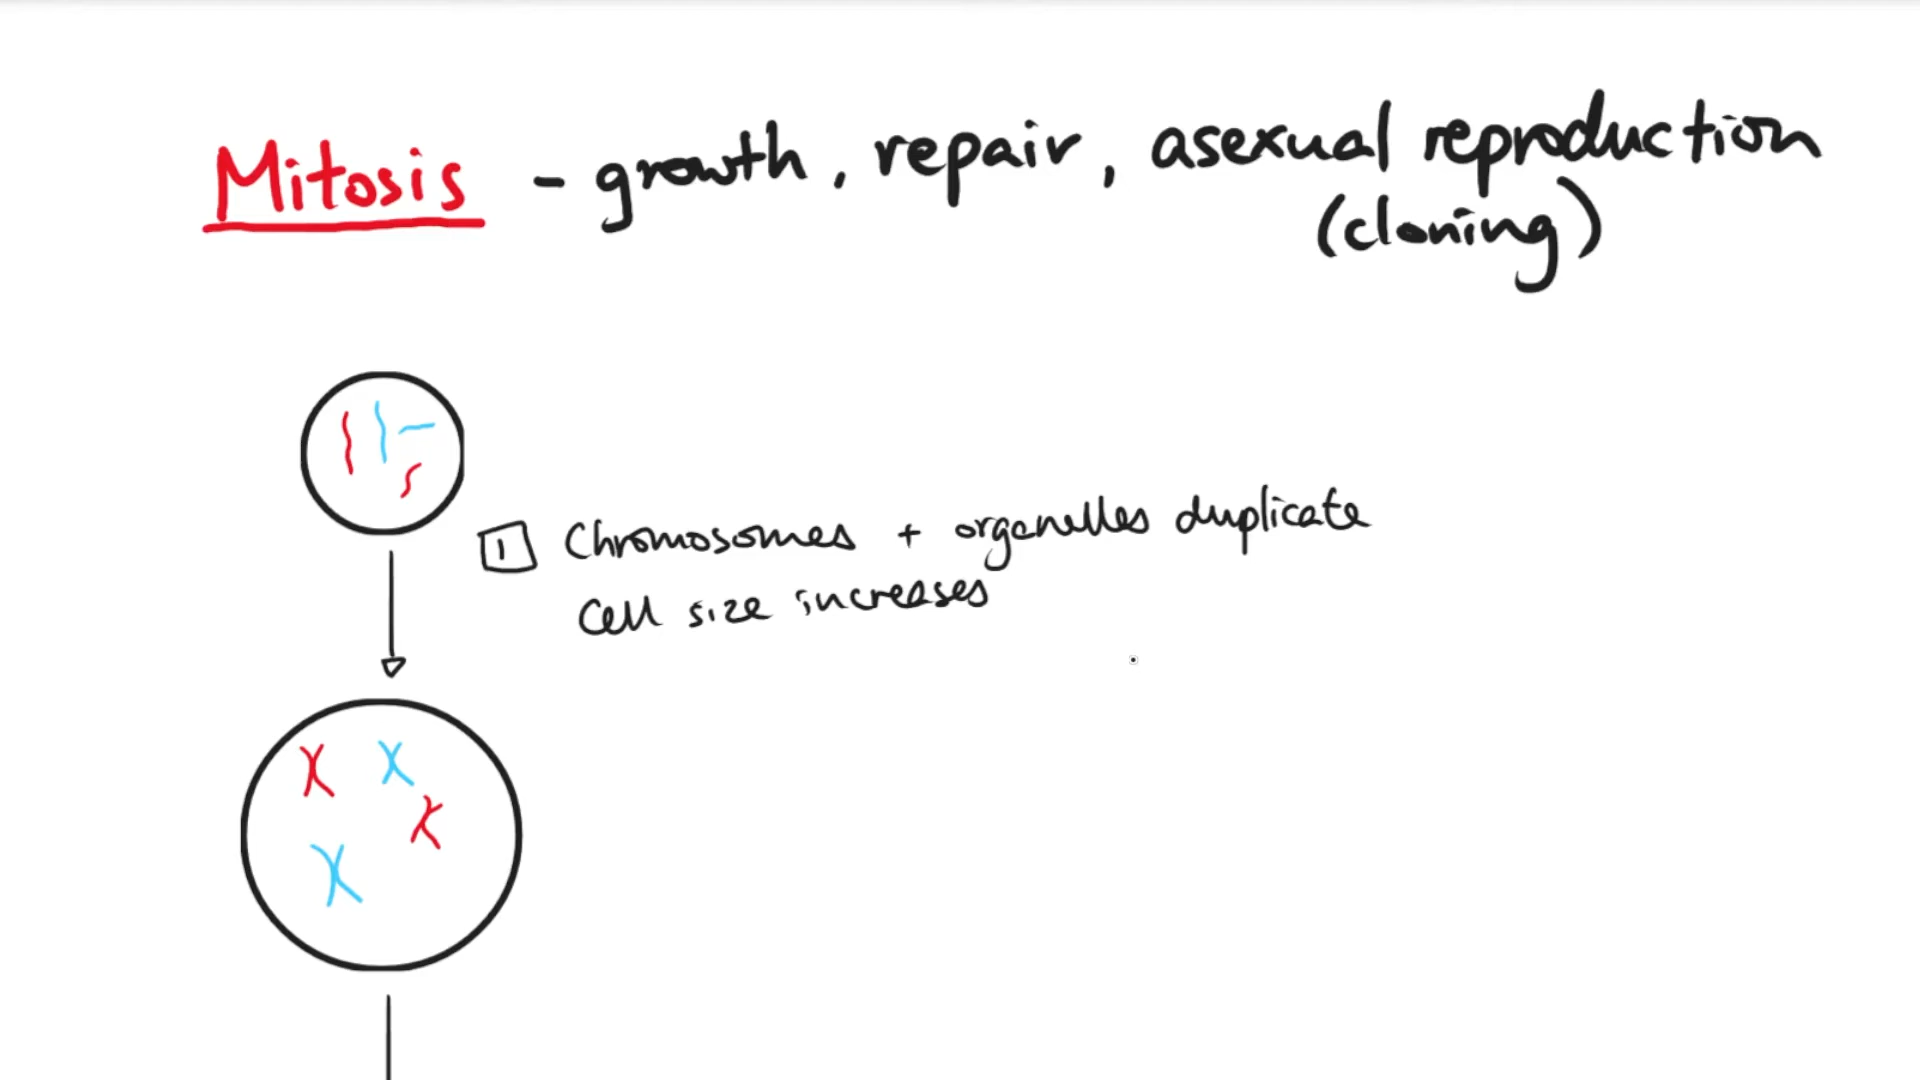 Mitosis - growth, repair, asexual reproduction
(cloning)
1 Chromosomes + organelles duplicate
Cell size increases